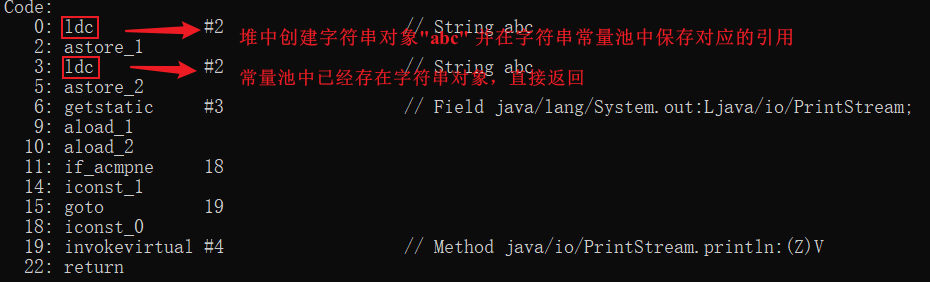 Code:
0: ldc #2 // String abc 堆中创建字符串对象"abc" 并在字符串常量池中保存对应的引用
2: astore_1
3: ldc #2 // String abc 常量池中已经存在字符串对象，直接返回
5: astore_2
6: getstatic #3 // Field java/lang/System.out:Ljava/io/PrintStream;
9: aload_1
10: aload_2
11: if_acmpne 18
14: iconst_1
15: goto 19
18: iconst_0
19: invokevirtual #4 // Method java/io/PrintStream.println:(Z)V
22: return